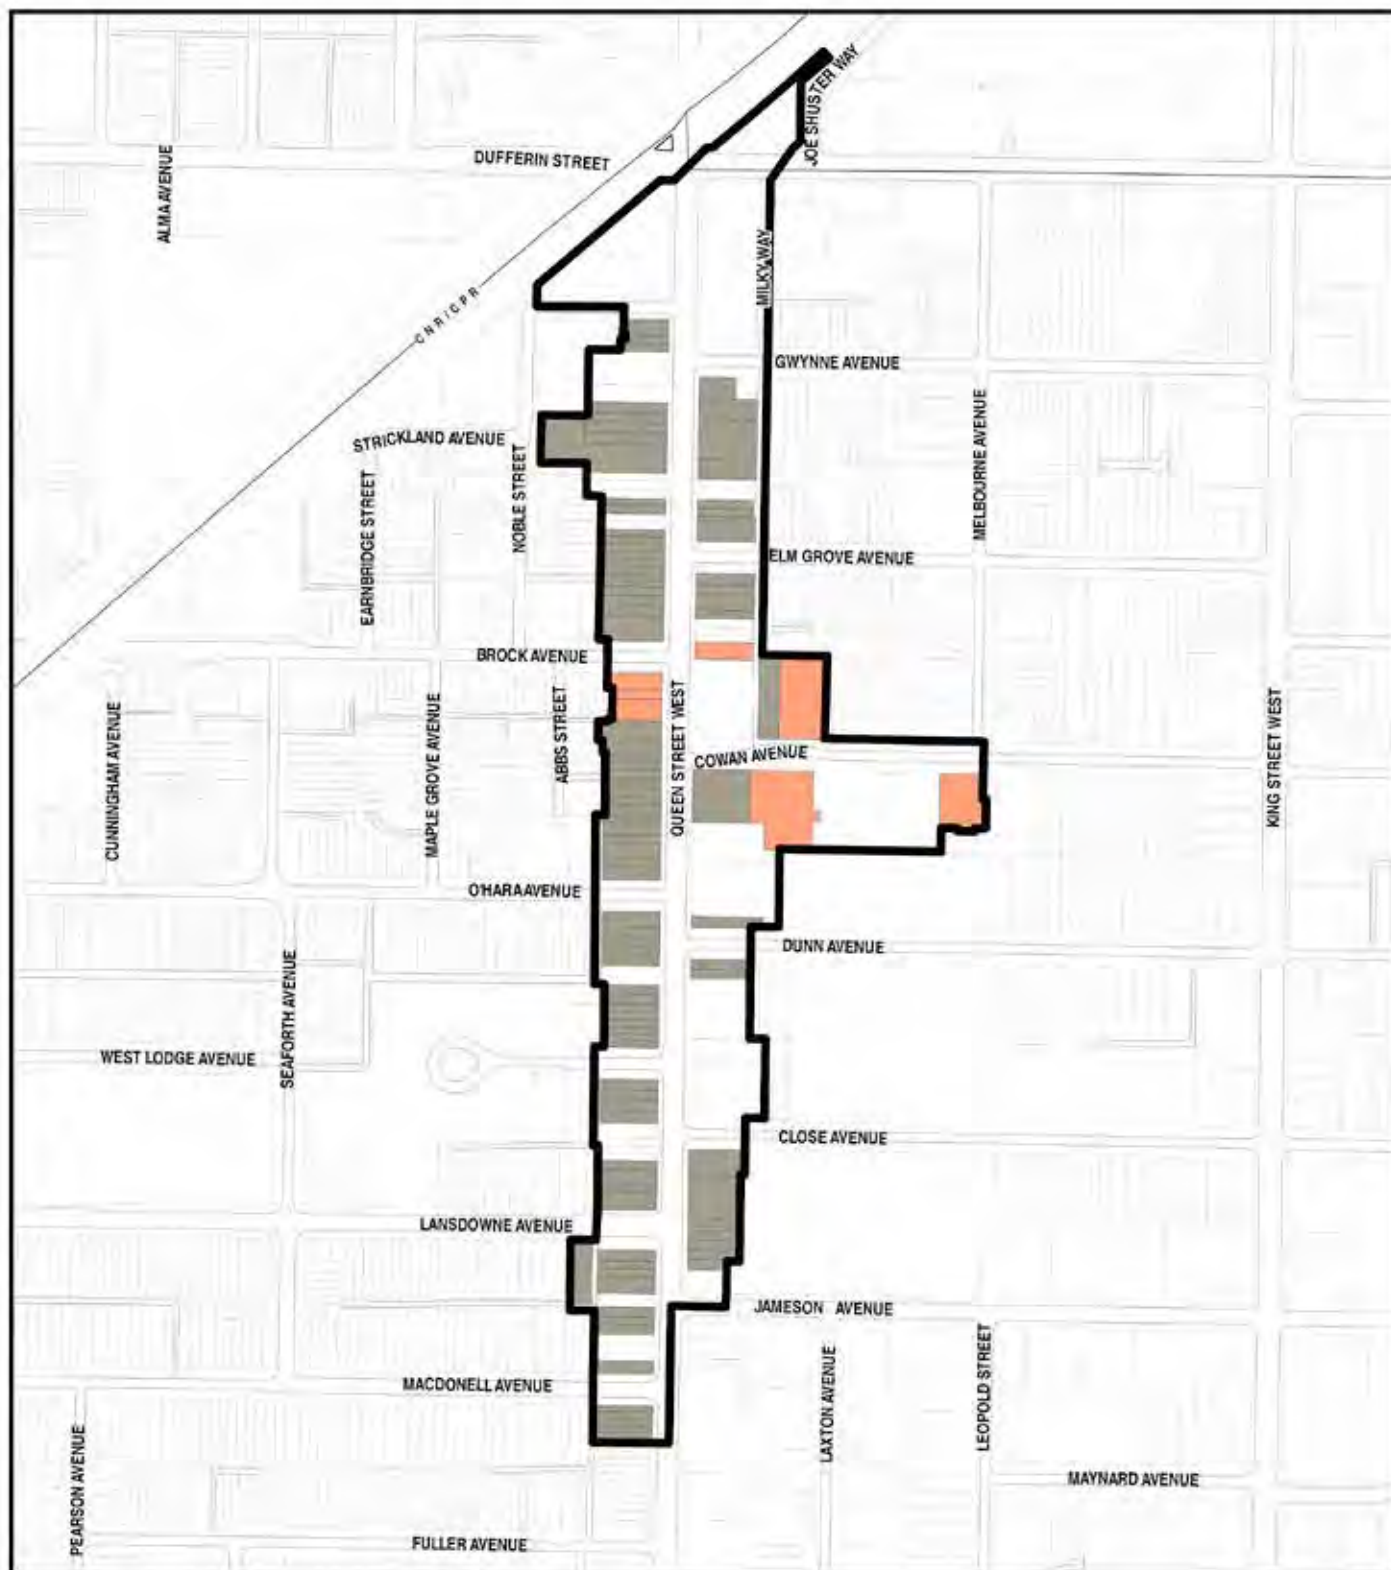 JOE SHUSTER WAY
DUFFERIN STREET
ALMA AVENUE
MILKY WAY
CNR/CPR
GWYNNE AVENUE
STRICKLAND AVENUE
MELBOURNE AVENUE
NOBLE STREET
EARNBRIDGE STREET
ELM GROVE AVENUE
BROCK AVENUE
ABBS STREET
QUEEN STREET WEST
KING STREET WEST
CUNNINGHAM AVENUE
MAPLE GROVE AVENUE
COWAN AVENUE
O'HARA AVENUE
DUNN AVENUE
SEAFORTH AVENUE
WEST LODGE AVENUE
CLOSE AVENUE
LANSDOWNE AVENUE
JAMESON AVENUE
MACDONELL AVENUE
LAXTON AVENUE
LEOPOLD STREET
PEARSON AVENUE
MAYNARD AVENUE
FULLER AVENUE